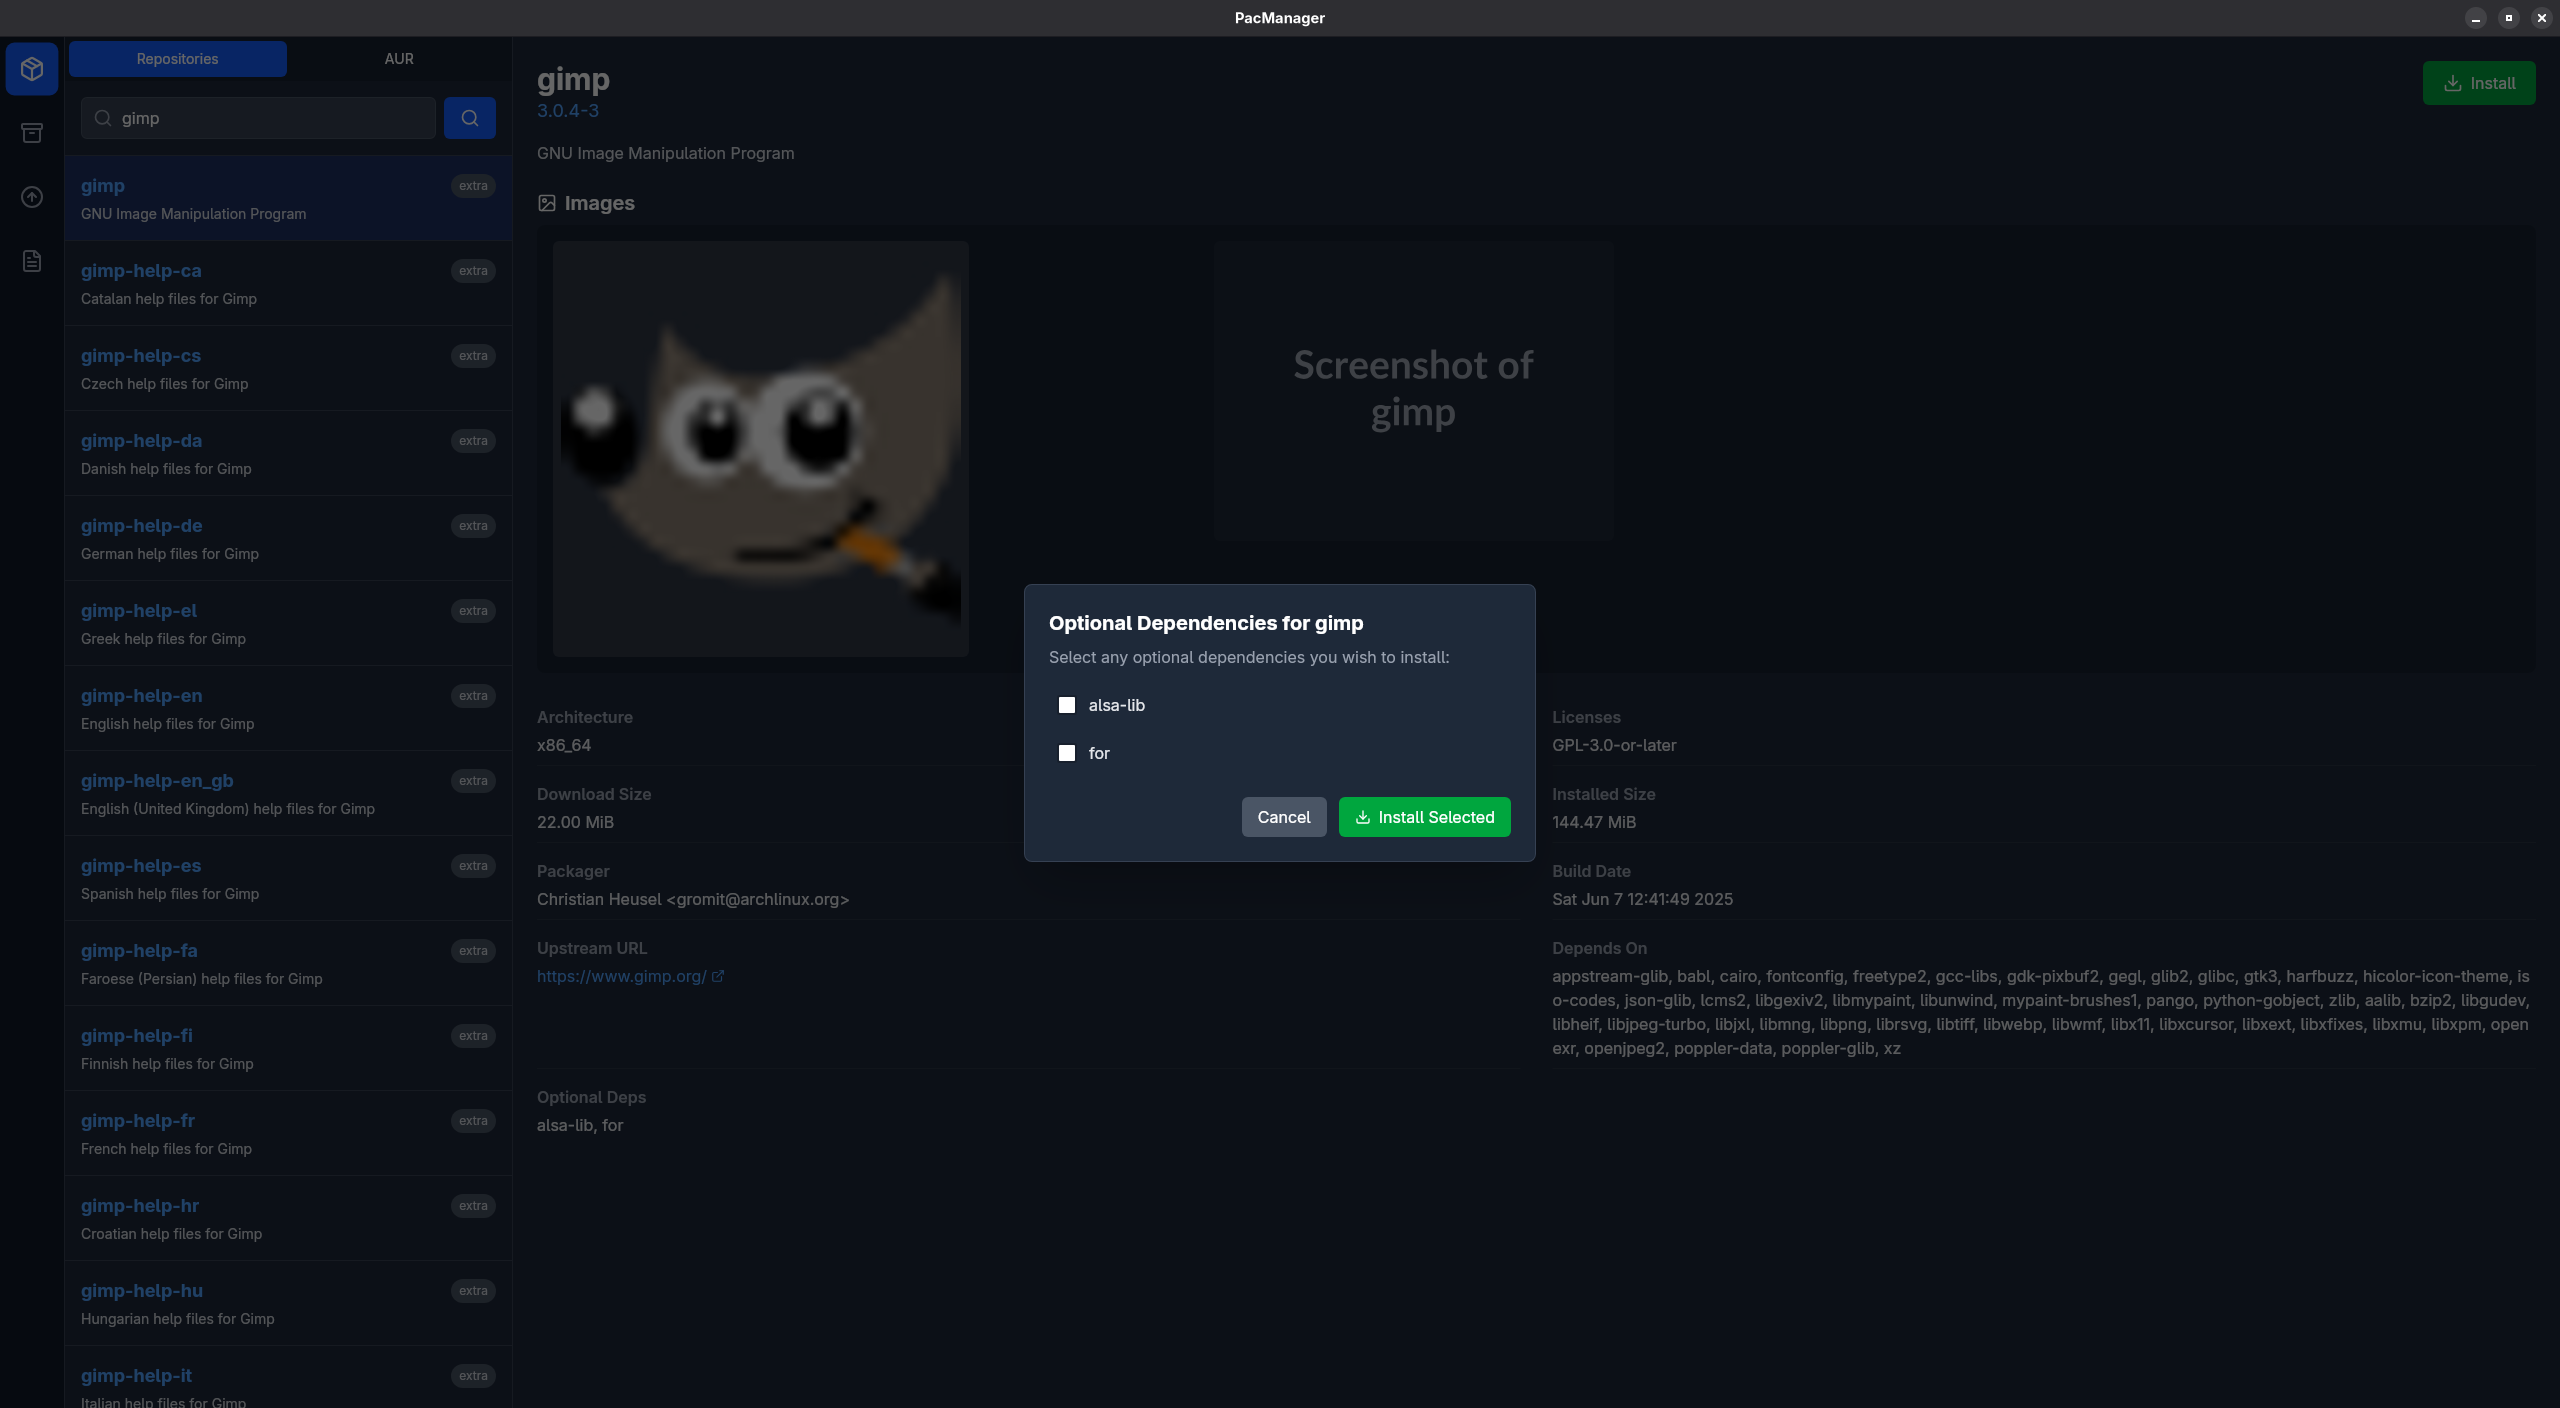 PacManager
Repositories
AUR
gimp
gimp
extra
GNU Image Manipulation Program
gimp-help-ca
extra
Catalan help files for Gimp
gimp-help-cs
extra
Czech help files for Gimp
gimp-help-da
extra
Danish help files for Gimp
gimp-help-de
extra
German help files for Gimp
gimp-help-el
extra
Greek help files for Gimp
gimp-help-en
extra
English help files for Gimp
gimp-help-en_gb
extra
English (United Kingdom) help files for Gimp
gimp-help-es
extra
Spanish help files for Gimp
gimp-help-fa
extra
Faroese (Persian) help files for Gimp
gimp-help-fi
extra
Finnish help files for Gimp
gimp-help-fr
extra
French help files for Gimp
gimp-help-hr
extra
Croatian help files for Gimp
gimp-help-hu
extra
Hungarian help files for Gimp
gimp-help-it
extra
Italian help files for Gimp
gimp
3.0.4-3
Install
GNU Image Manipulation Program
Images
Screenshot of
gimp
Optional Dependencies for gimp
Select any optional dependencies you wish to install:
alsa-lib
for
Cancel
Install Selected
Architecture
x86_64
Licenses
GPL-3.0-or-later
Download Size
22.00 MiB
Installed Size
144.47 MiB
Packager
Christian Heusel <gromit@archlinux.org>
Build Date
Sat Jun 7 12:41:49 2025
Upstream URL
https://www.gimp.org/
Depends On
appstream-glib, babl, cairo, fontconfig, freetype2, gcc-libs, gdk-pixbuf2, gegl, glib2, glibc, gtk3, harfbuzz, hicolor-icon-theme, is
o-codes, json-glib, lcms2, libgexiv2, libmypaint, libunwind, mypaint-brushes1, pango, python-gobject, zlib, aalib, bzip2, libgudev,
libheif, libjpeg-turbo, libjxl, libmng, libpng, librsvg, libtiff, libwebp, libwmf, libx11, libxcursor, libxext, libxfixes, libxmu, libxpm, open
exr, openjpeg2, poppler-data, poppler-glib, xz
Optional Deps
alsa-lib, for